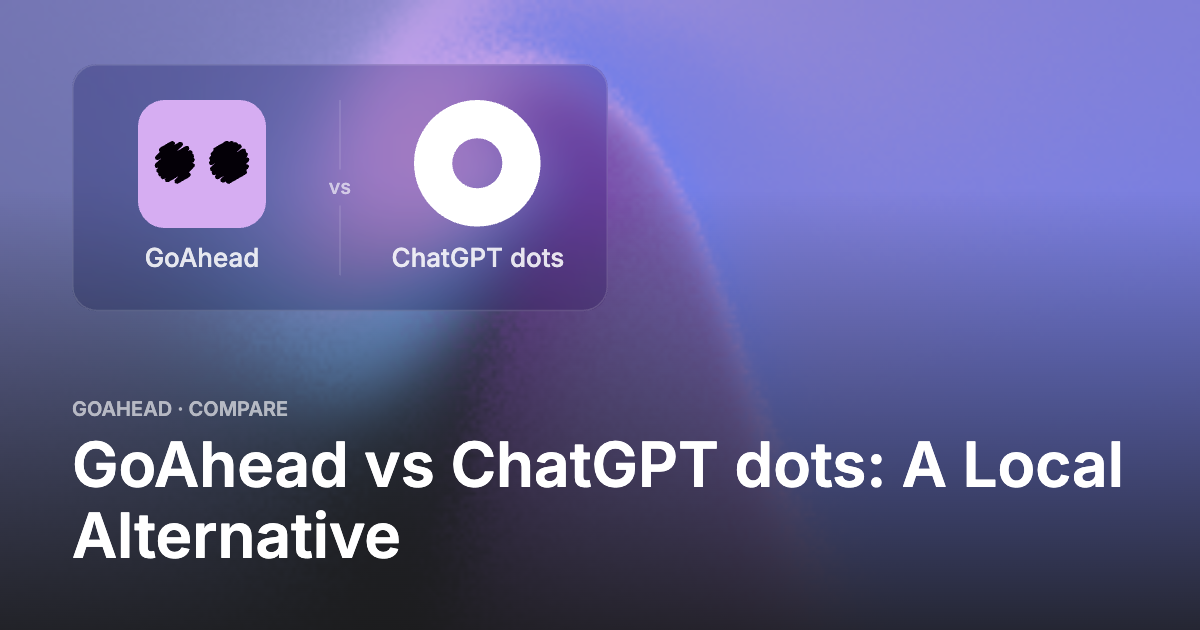 GoAhead
vs
ChatGPT dots
GOAHEAD · COMPARE
GoAhead vs ChatGPT dots: A Local
Alternative